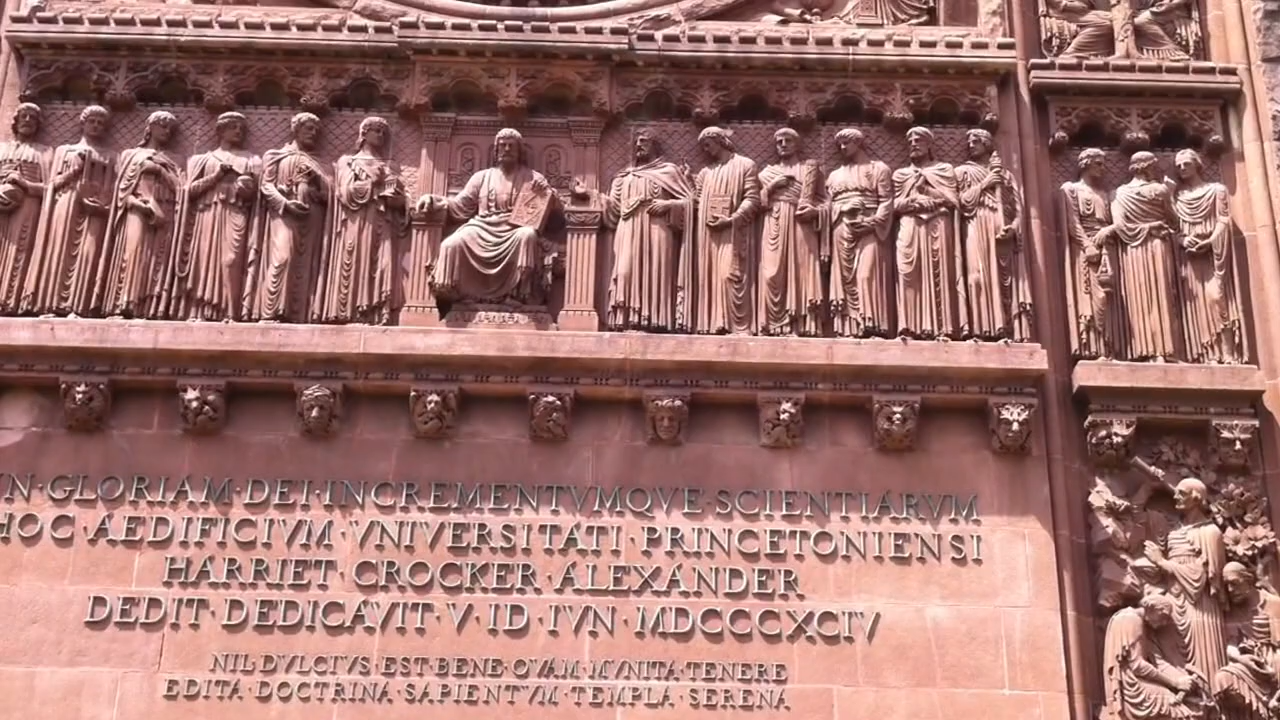 IN·GLORIAM·DEI·INCREMENTVMQVE·SCIENTIARVM
HOC·AEDIFICIVM·VNIVERSITATI·PRINCETONIENSI
HARRIET·CROCKER·ALEXANDER
DEDIT·DEDICAVIT·V·ID·IVN·MDCCCXCIV
NIL·DVLCIVS·EST·BENE·QVAM·MVNITA·TENERE
EDITA·DOCTRINA·SAPIENTVM·TEMPLA·SERENA